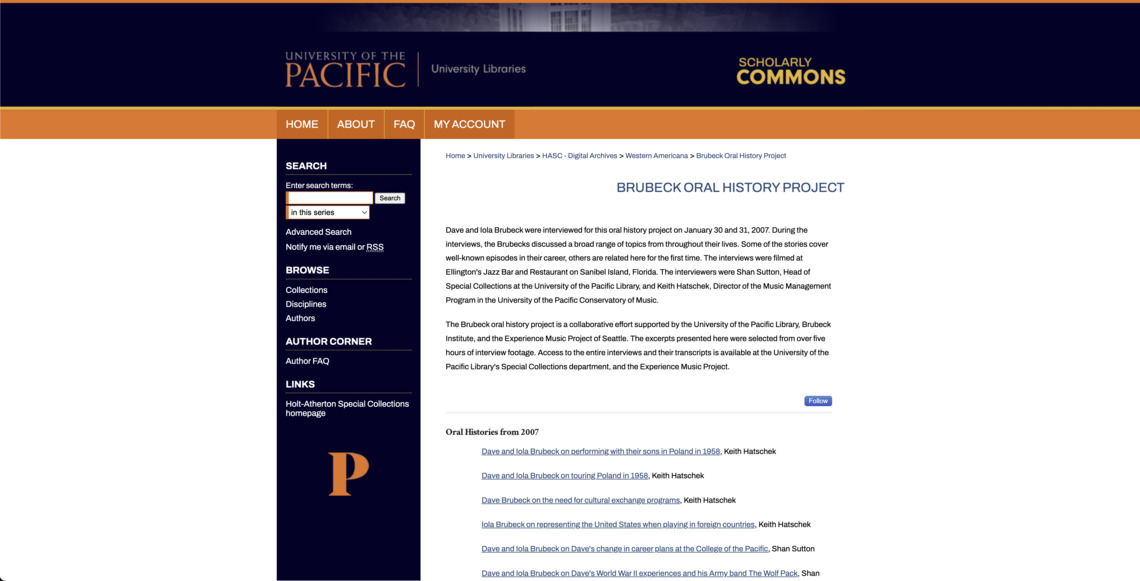 UNIVERSITY OF THE
PACIFIC
University Libraries
SCHOLARLY
COMMONS
HOME
ABOUT
FAQ
MY ACCOUNT
SEARCH
Enter search terms:
Search
in this series
Advanced Search
Notify me via email or RSS
BROWSE
Collections
Disciplines
Authors
AUTHOR CORNER
Author FAQ
LINKS
Holt-Atherton Special Collections
homepage
P
Home > University Libraries > HASC - Digital Archives > Western Americana > Brubeck Oral History Project
BRUBECK ORAL HISTORY PROJECT
Dave and Iola Brubeck were interviewed for this oral history project on January 30 and 31, 2007. During the
interviews, the Brubecks discussed a broad range of topics from throughout their lives. Some of the stories cover
well-known episodes in their career, others are related here for the first time. The interviews were filmed at
Ellington's Jazz Bar and Restaurant on Sanibel Island, Florida. The interviewers were Shan Sutton, Head of
Special Collections at the University of the Pacific Library, and Keith Hatschek, Director of the Music Management
Program in the University of the Pacific Conservatory of Music.
The Brubeck oral history project is a collaborative effort supported by the University of the Pacific Library, Brubeck
Institute, and the Experience Music Project of Seattle. The excerpts presented here were selected from over five
hours of interview footage. Access to the entire interviews and their transcripts is available at the University of the
Pacific Library's Special Collections department, and the Experience Music Project.
Follow
Oral Histories from 2007
Dave and Iola Brubeck on performing with their sons in Poland in 1958, Keith Hatschek
Dave and Iola Brubeck on touring Poland in 1958, Keith Hatschek
Dave Brubeck on the need for cultural exchange programs, Keith Hatschek
Iola Brubeck on representing the United States when playing in foreign countries, Keith Hatschek
Dave and Iola Brubeck on Dave's change in career plans at the College of the Pacific, Shan Sutton
Dave and Iola Brubeck on Dave's World War II experiences and his Army band The Wolf Pack, Shan